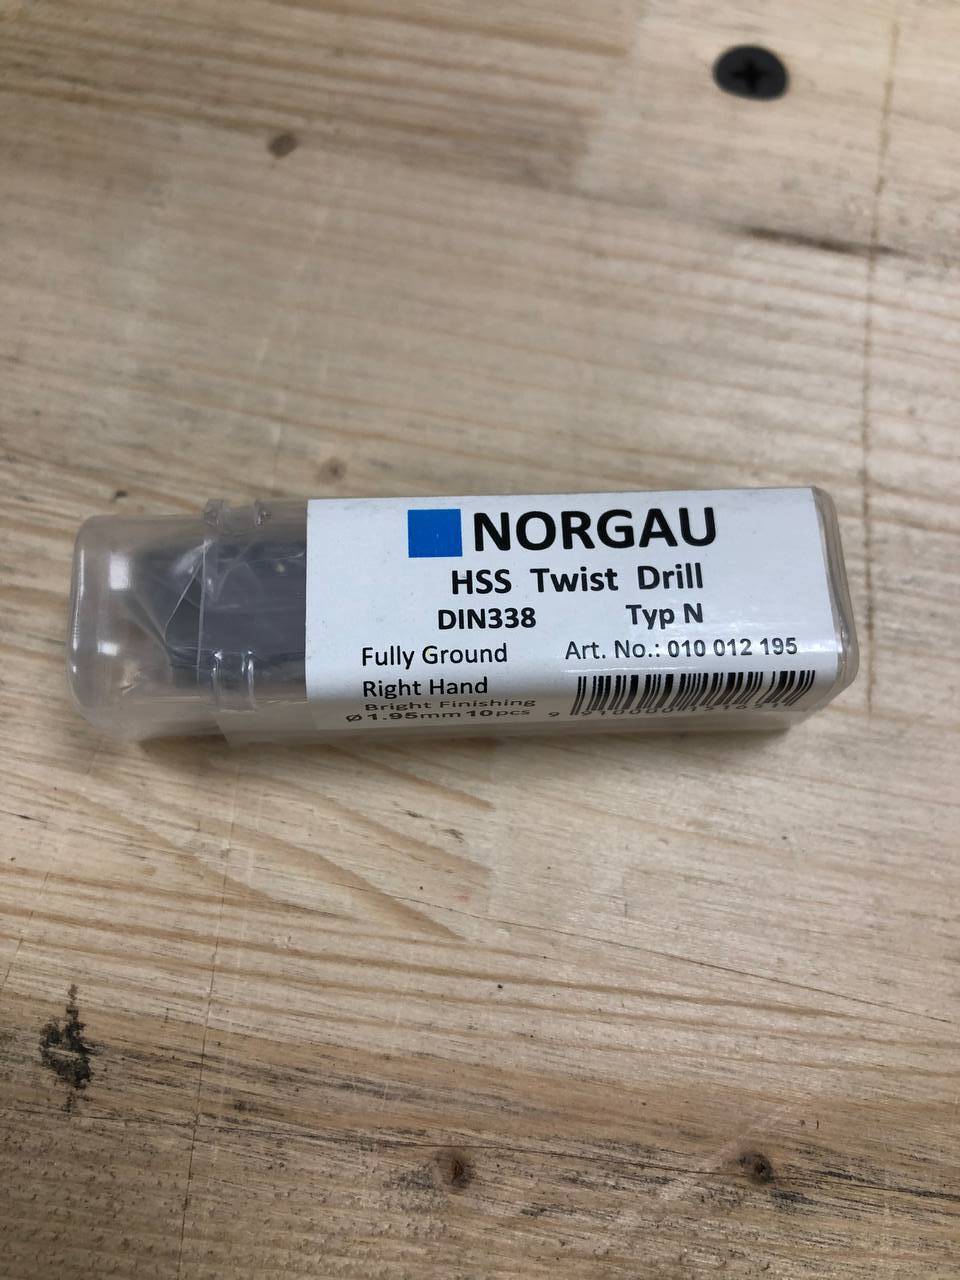 NORGAU
HSS Twist Drill
DIN338 Typ N
Fully Ground Art. No.: 010 012 195
Right Hand
Bright Finishing
Ø1.95mm 10pcs